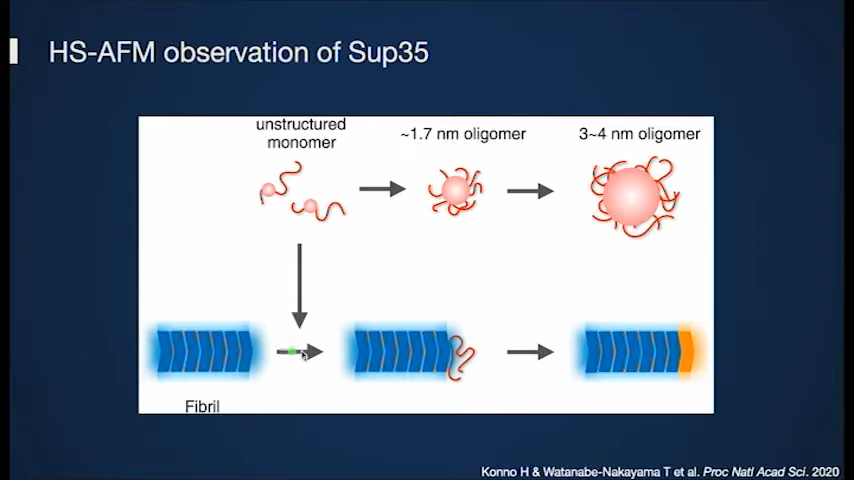 HS-AFM observation of Sup35
unstructured
monomer
~1.7 nm oligomer
3~4 nm oligomer
Fibril
Konno H & Watanabe-Nakayama T et al. Proc Natl Acad Sci. 2020